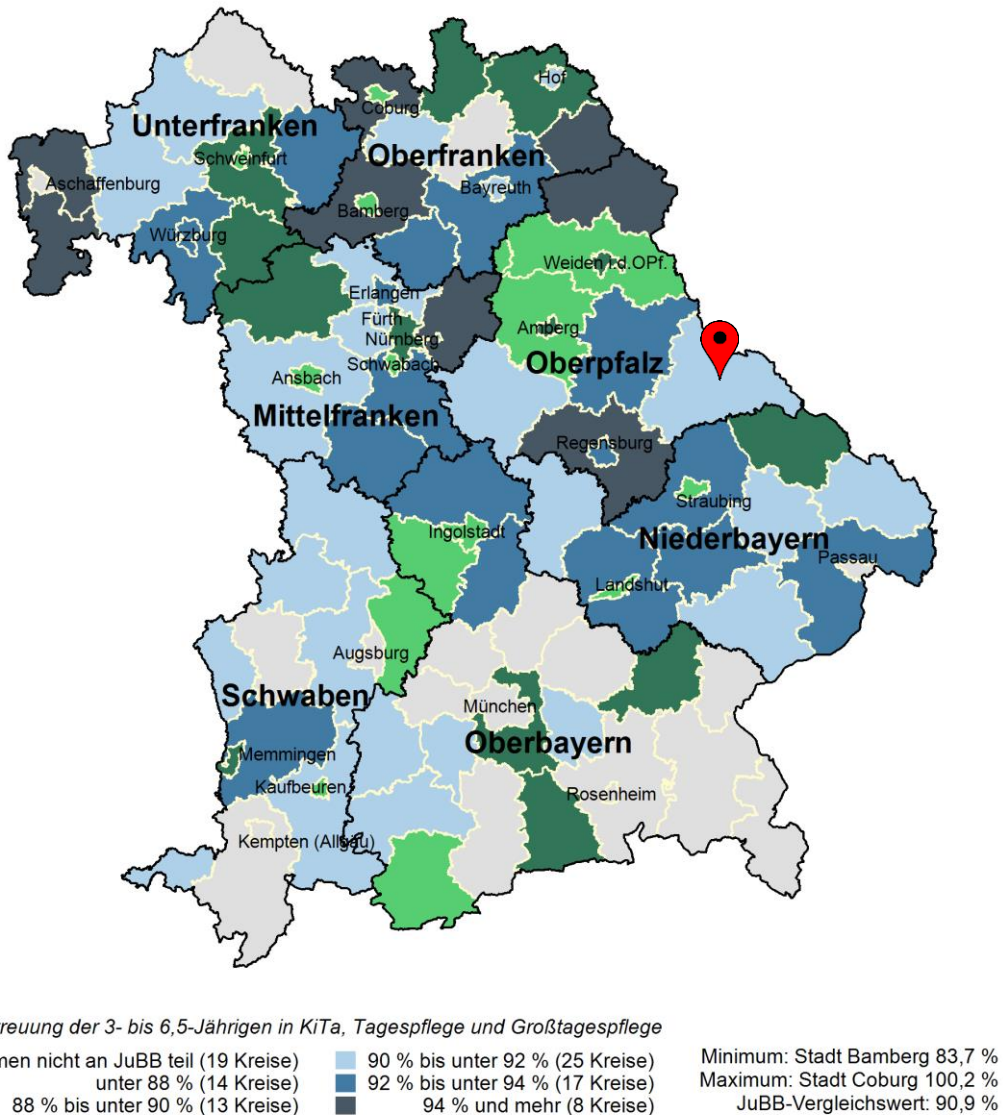 Hof
Coburg
Unterfranken
Oberfranken
Schweinfurt
Aschaffenburg
Bayreuth
Bamberg
Würzburg
Weiden i.d.OPf.
Erlangen
Fürth
Amberg
Nürnberg
Oberpfalz
Schwabach
Ansbach
Mittelfranken
Regensburg
Straubing
Ingolstadt
Niederbayern
Passau
Landshut
Augsburg
Schwaben
München
Oberbayern
Memmingen
Kaufbeuren
Rosenheim
Kempten (Allgäu)
treuung der 3- bis 6,5-Jährigen in KiTa, Tagespflege und Großtagespflege
men nicht an JuBB teil (19 Kreise)
unter 88 % (14 Kreise)
88 % bis unter 90 % (13 Kreise)
90 % bis unter 92 % (25 Kreise)
92 % bis unter 94 % (17 Kreise)
94 % und mehr (8 Kreise)
Minimum: Stadt Bamberg 83,7 %
Maximum: Stadt Coburg 100,2 %
JuBB-Vergleichswert: 90,9 %